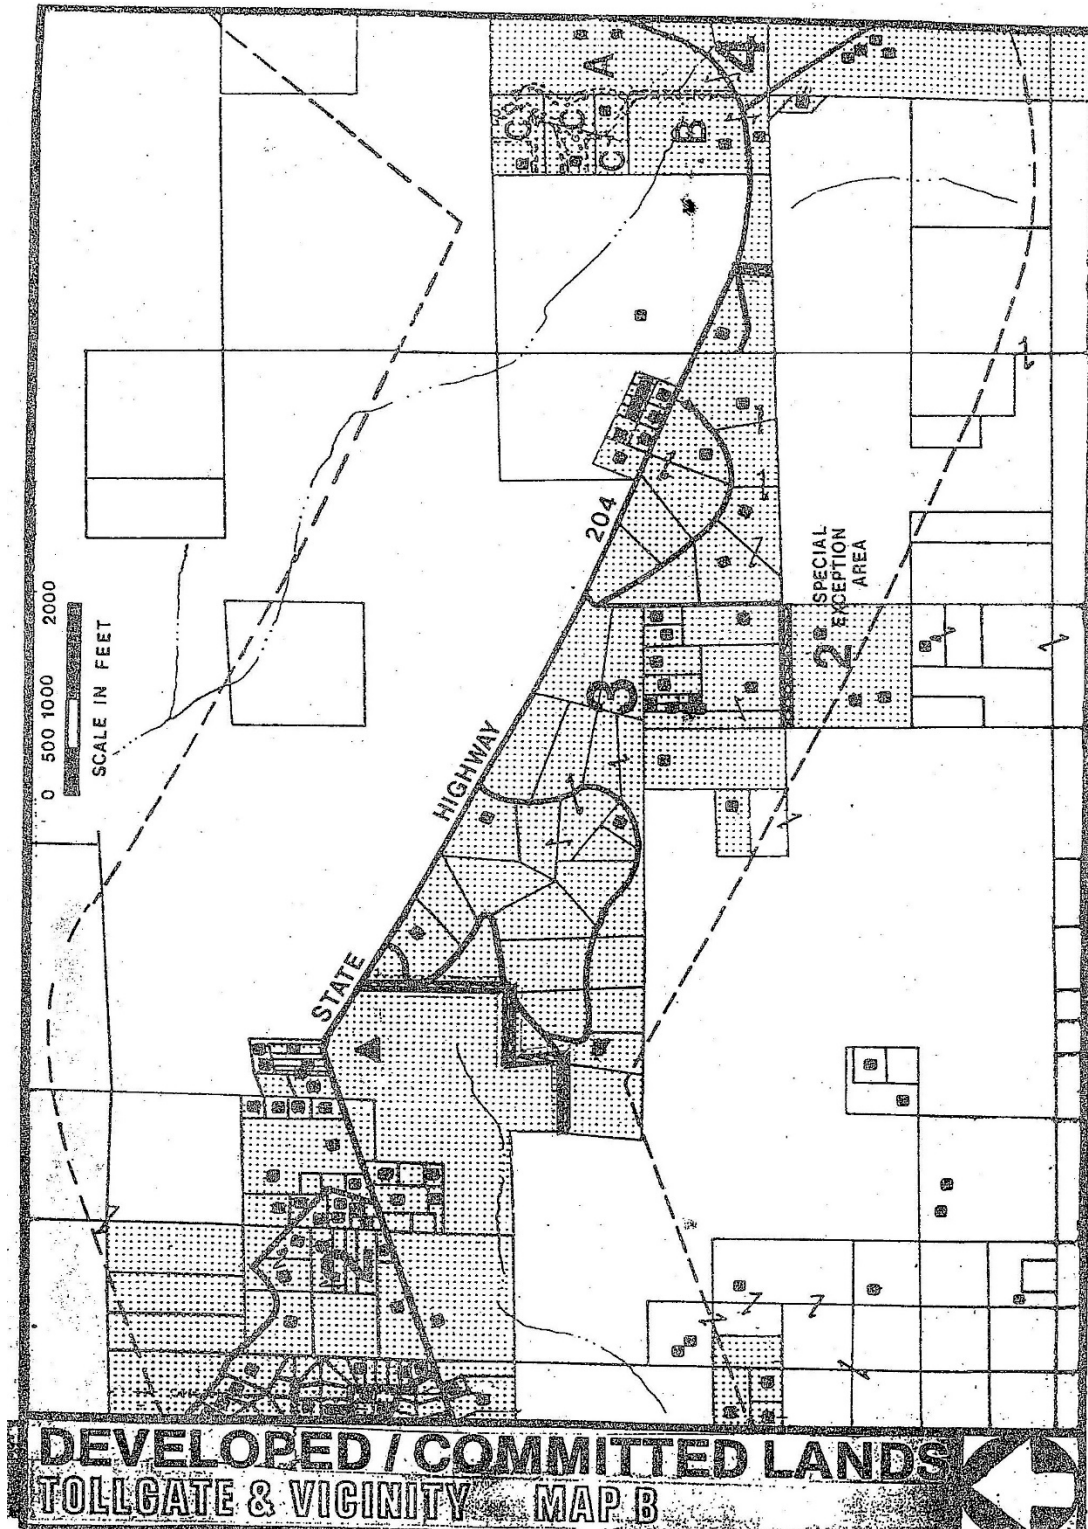 0 500 1000 2000
SCALE IN FEET
A
4
C
C
C
B
204
HIGHWAY
STATE
3
SPECIAL
EXCEPTION
AREA
2
DEVELOPED / COMMITTED LANDS
TOLLGATE & VICINITY MAP B